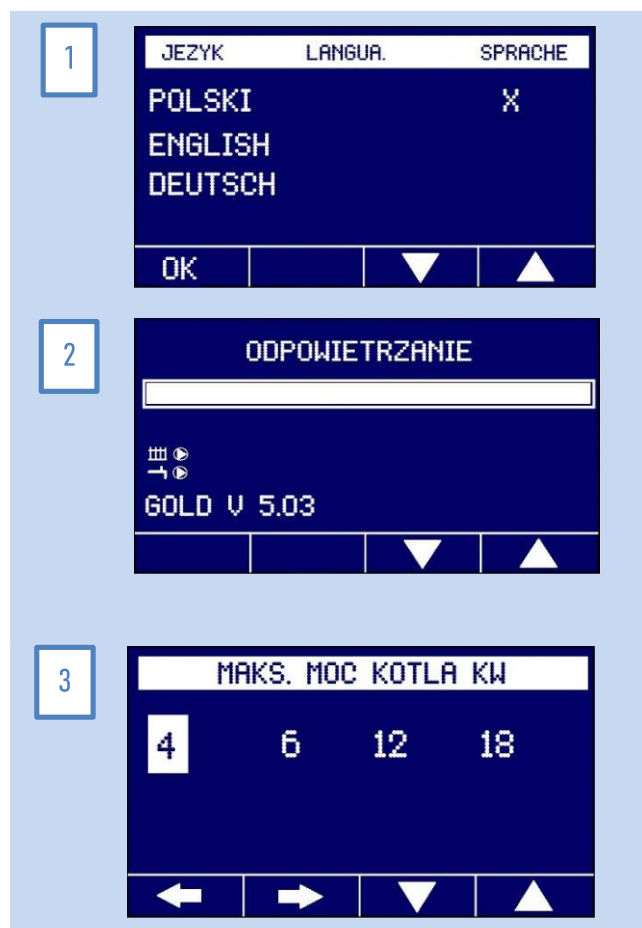 1
JEZYK LANGUA. SPRACHE
POLSKI X
ENGLISH
DEUTSCH
OK
2
ODPOWIETRZANIE
GOLD V 5.03
3
MAKS. MOC KOTLA KW
4 6 12 18